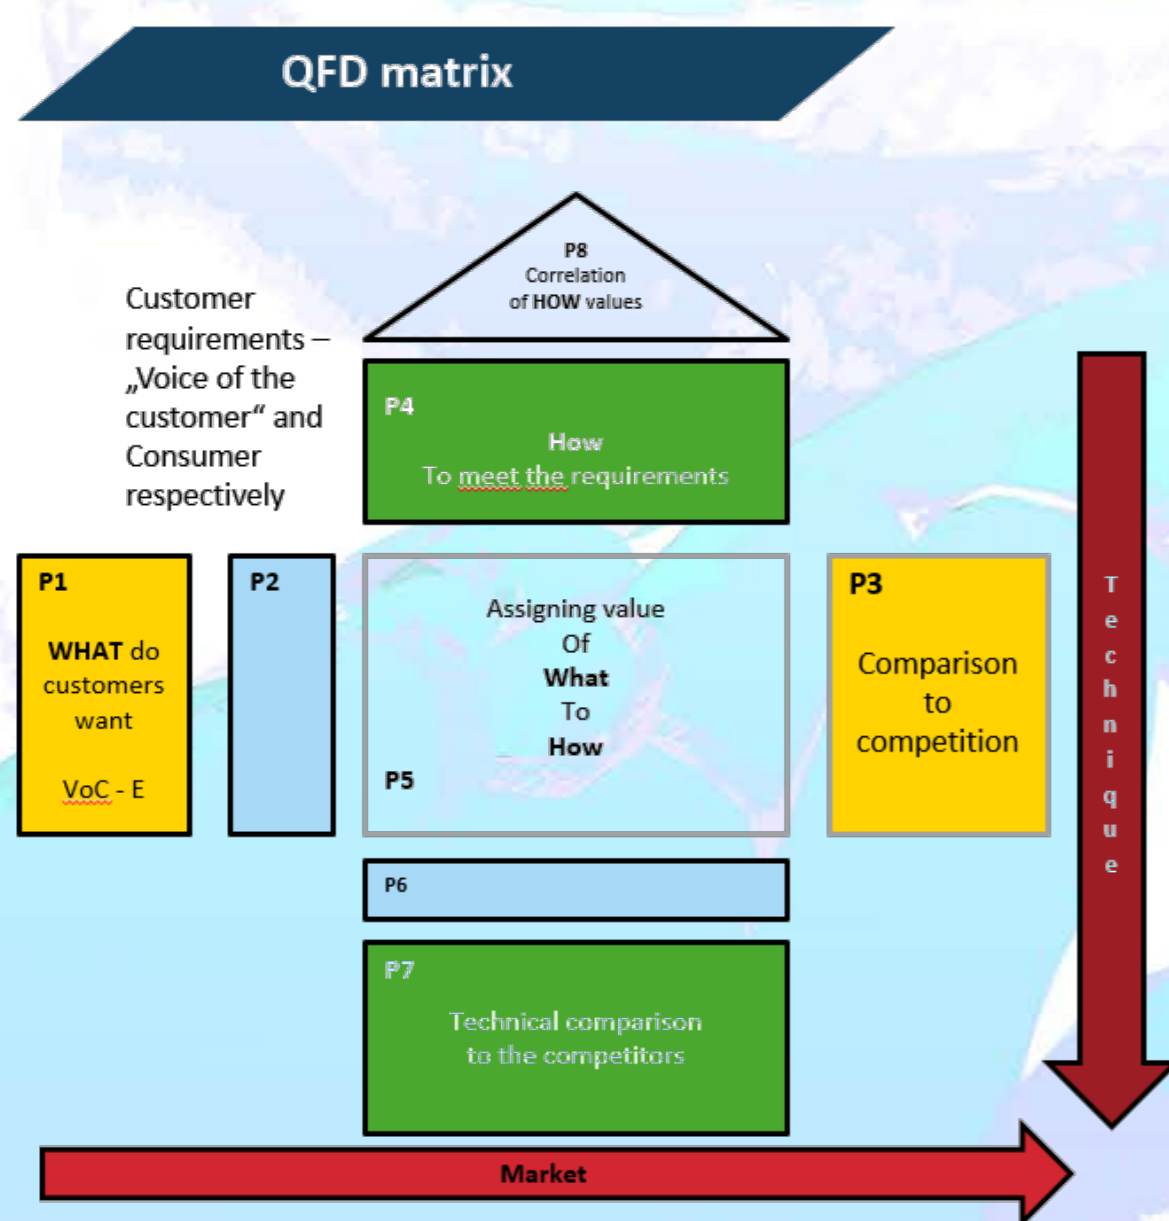 QFD matrix
P8
Correlation
of HOW values
Customer
requirements –
„Voice of the
customer“ and
Consumer
respectively
P4
How
To meet the requirements
P1
WHAT do
customers
want
VoC - E
P2
Assigning value
Of
What
To
How
P5
P3
Comparison
to
competition
T
e
c
h
n
i
q
u
e
P6
P7
Technical comparison
to the competitors
Market